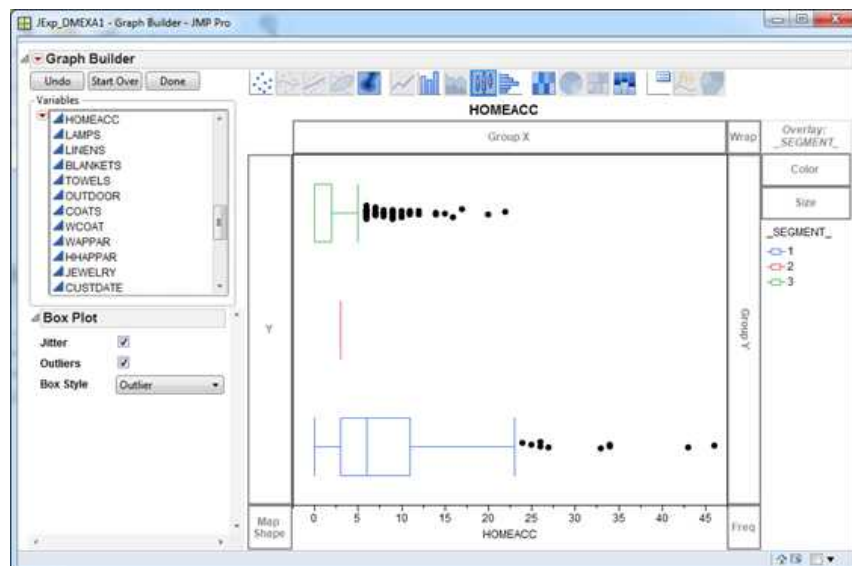 JExp_DMEXA1 - Graph Builder - JMP Pro
Graph Builder
Undo Start Over Done
Variables
HOMEACC
LAMPS
LINENS
BLANKETS
TOWELS
OUTDOOR
COATS
WCOAT
WAPPAR
HHAPPAR
JEWELRY
CUSTDATE
Box Plot
Jitter
Outliers
Box Style Outlier
HOMEACC
Group X
Wrap
Overlay:
_SEGMENT_
Color
Size
_SEGMENT_
1
2
3
Y
Group Y
Map
Shape
0 5 10 15 20 25 30 35 40 45
HOMEACC
Freq